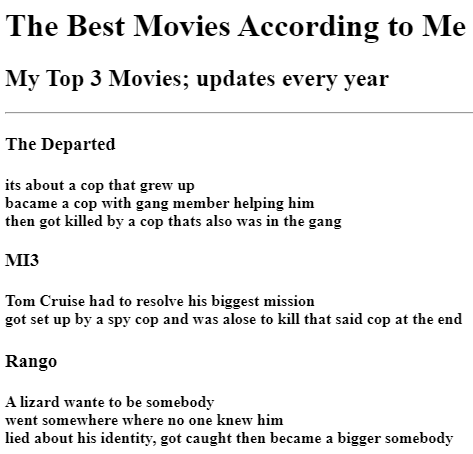 The Best Movies According to Me
My Top 3 Movies; updates every year
The Departed
its about a cop that grew up
bacame a cop with gang member helping him
then got killed by a cop thats also was in the gang
MI3
Tom Cruise had to resolve his biggest mission
got set up by a spy cop and was alose to kill that said cop at the end
Rango
A lizard wante to be somebody
went somewhere where no one knew him
lied about his identity, got caught then became a bigger somebody